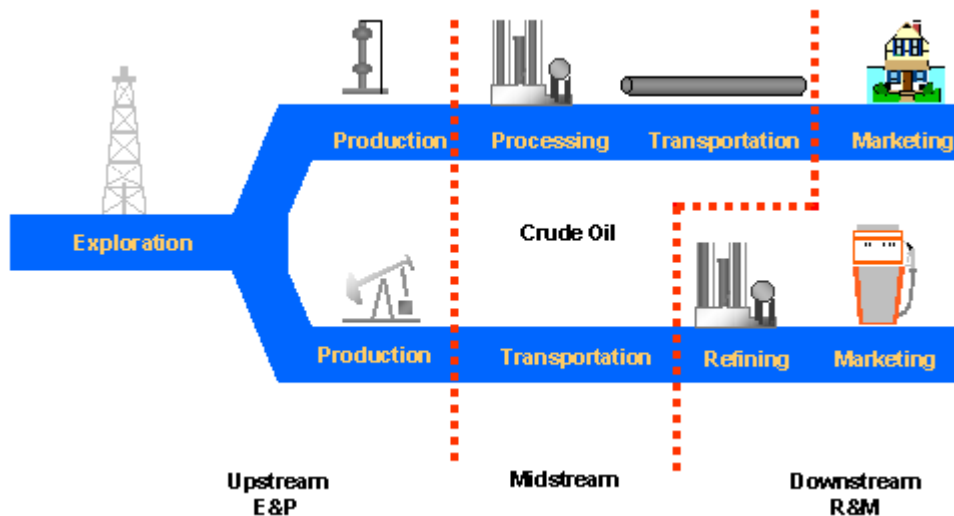 Production
Processing
Transportation
Marketing
Exploration
Crude Oil
Production
Transportation
Refining
Marketing
Upstream
E&P
Midstream
Downstream
R&M